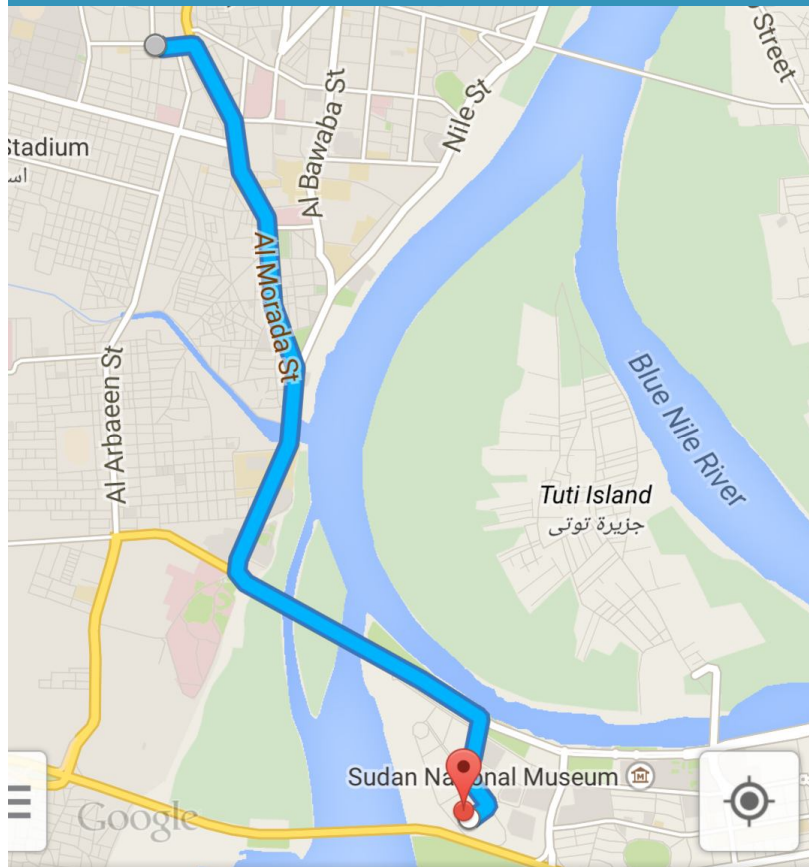 Street
Stadium
اس
Al Bawaba St
Nile St
Al Morada St
Al Arbaeen St
Blue Nile River
Tuti Island
جزيرة توتى
Sudan National Museum
Google